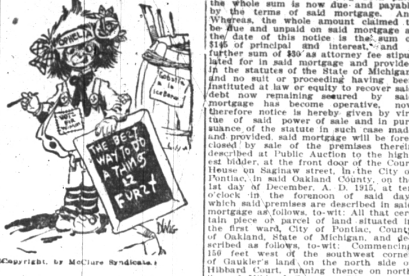 THE
WAY TO DE
AIMS
FUZZY
Copyright, by McClure Syndicate.
the whole sum is now due and payable
by the terms of said mortgage. And
Whereas, the whole amount claimed to
be due and unpaid on said mortgage at
the date of this notice is the sum of
of principal and interest, and
further sum of as attorney fee stipu-
lated for in said mortgage and provided
in the statutes of the State of Michigan
and no suit or proceeding having been
instituted at law or equity to recover said
debt now remaining secured by said
mortgage has become operative, now
therefore notice is hereby given by vir-
tue of said power of sale and in pur-
suance of the statute in such case made
and provided, said mortgage will be fore-
closed by sale of the premises therein
described at Public Auction to the high-
est bidder, at the front door of the Court
House on Saginaw street, in the City of
Pontiac, in said Oakland County, on the
1st day of December, A. D. 1915, at ten
o'clock in the forenoon of said day
which said premises are described in said
mortgage as follows, to-wit: All that cer-
tain piece of parcel of land situated in
the first ward, City of Pontiac, County
of Oakland, State of Michigan, and de-
scribed as follows, to-wit: Commencing
150 feet west of the southwest corner
of Gaukler's land on the north side of
Hibbard Court, running thence on north